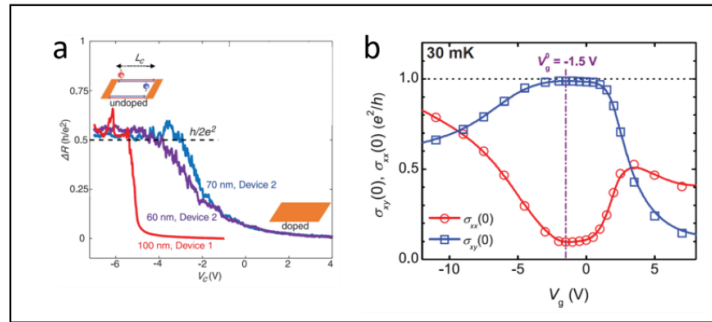 a
L_c
undoped
ΔR (h/e²)
1
0.75
0.5
0.25
0
h/2e²
70 nm, Device 2
60 nm, Device 2
100 nm, Device 1
doped
-6 -4 -2 0 2 4
V_c(V)
b
30 mK
V_g^0 = -1.5 V
σ_xy(0), σ_xx(0) (e²/h)
1.0
0.5
0.0
σ_xx(0)
σ_xy(0)
-10 -5 0 5
V_g (V)